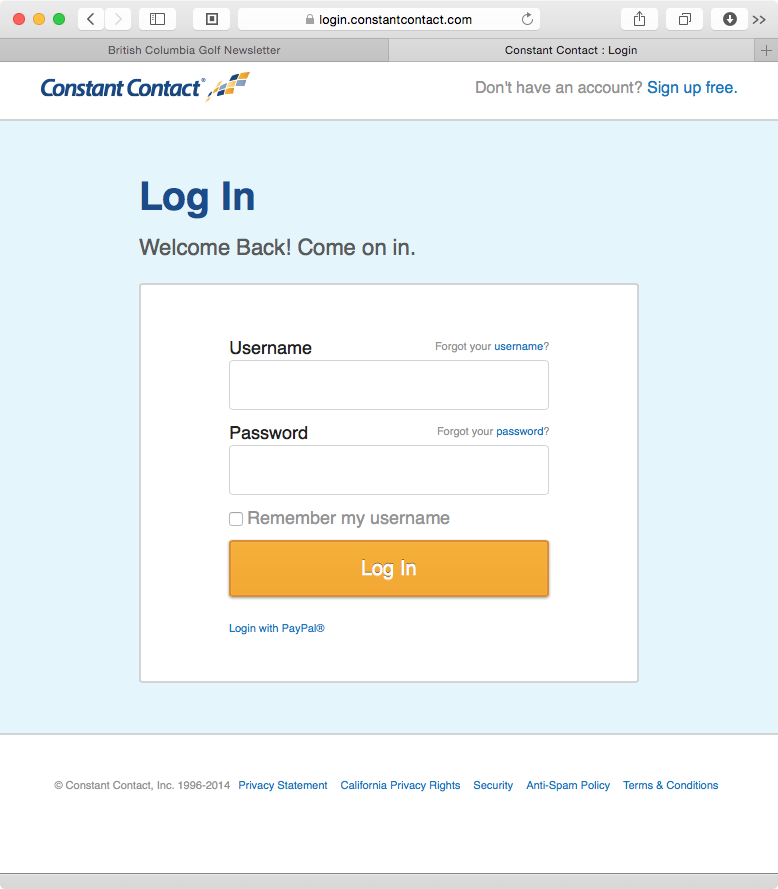 login.constantcontact.com
British Columbia Golf Newsletter
Constant Contact : Login
Constant Contact®
Don't have an account? Sign up free.
Log In
Welcome Back! Come on in.
Username
Forgot your username?
Password
Forgot your password?
Remember my username
Log In
Login with PayPal®
© Constant Contact, Inc. 1996-2014 Privacy Statement California Privacy Rights Security Anti-Spam Policy Terms & Conditions